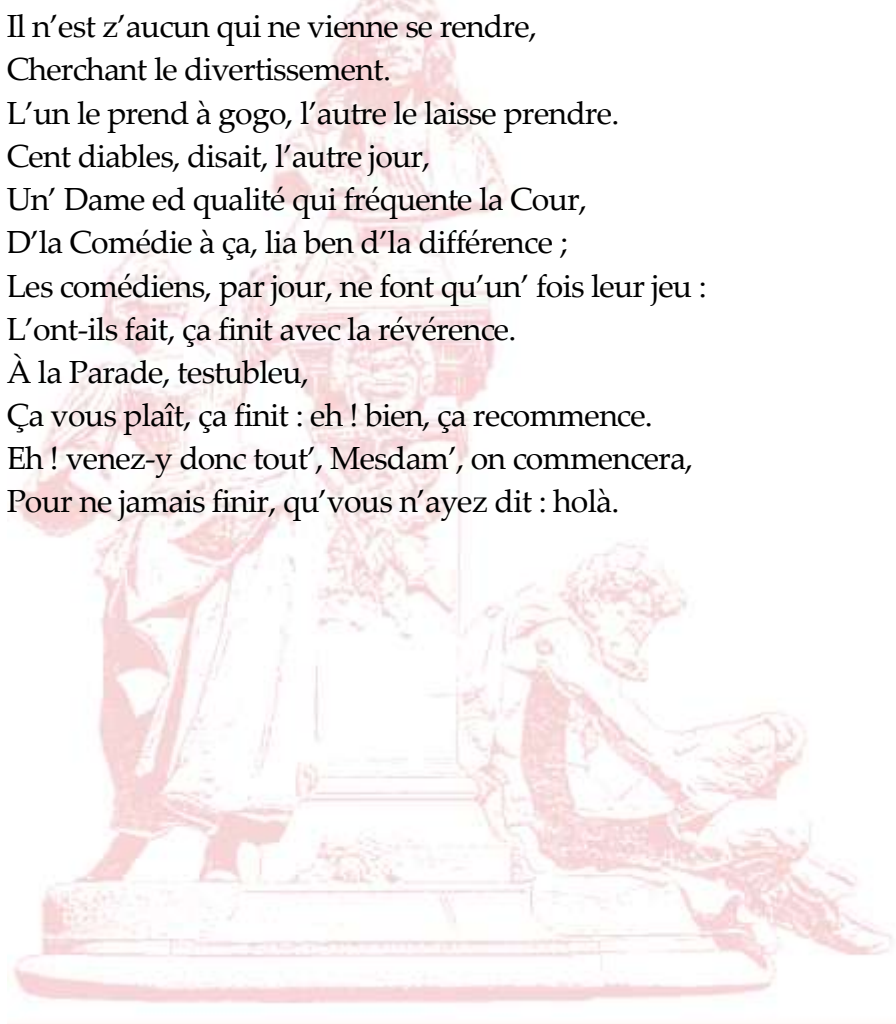 Il n’est z’aucun qui ne vienne se rendre,
Cherchant le divertissement.
L’un le prend à gogo, l’autre le laisse prendre.
Cent diables, disait, l’autre jour,
Un’ Dame ed qualité qui fréquente la Cour,
D’la Comédie à ça, lia ben d’la différence ;
Les comédiens, par jour, ne font qu’un’ fois leur jeu :
L’ont-ils fait, ça finit avec la révérence.
À la Parade, testubleu,
Ça vous plaît, ça finit : eh ! bien, ça recommence.
Eh ! venez-y donc tout’, Mesdam’, on commencera,
Pour ne jamais finir, qu’vous n’ayez dit : holà.